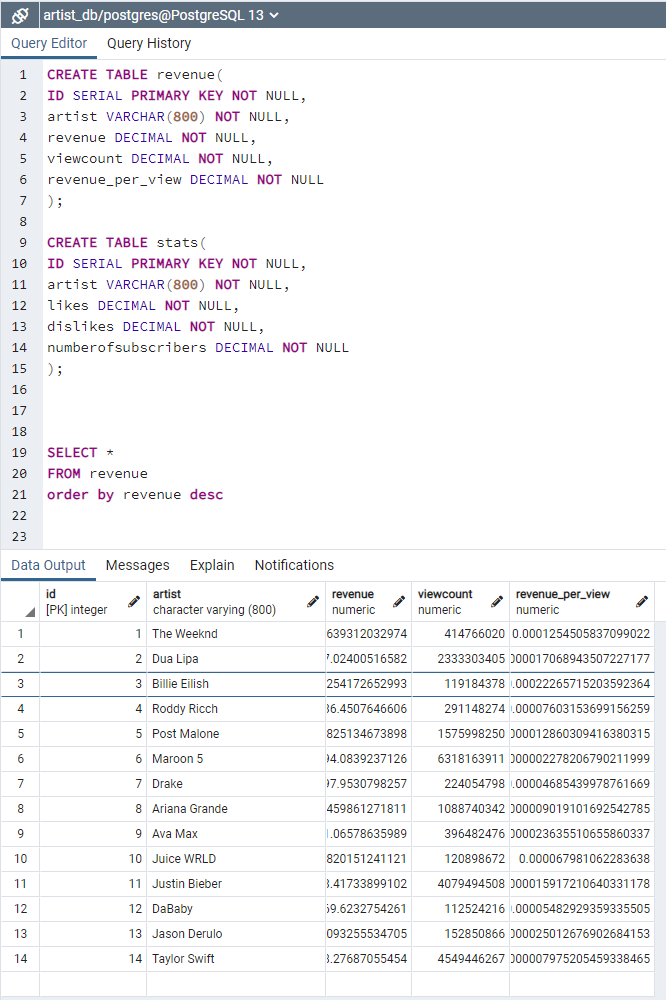 artist_db/postgres@PostgreSQL 13
Query Editor Query History
1 CREATE TABLE revenue(
2 ID SERIAL PRIMARY KEY NOT NULL,
3 artist VARCHAR(800) NOT NULL,
4 revenue DECIMAL NOT NULL,
5 viewcount DECIMAL NOT NULL,
6 revenue_per_view DECIMAL NOT NULL
7 );
8
9 CREATE TABLE stats(
10 ID SERIAL PRIMARY KEY NOT NULL,
11 artist VARCHAR(800) NOT NULL,
12 likes DECIMAL NOT NULL,
13 dislikes DECIMAL NOT NULL,
14 numberofsubscribers DECIMAL NOT NULL
15 );
16
17
18
19 SELECT *
20 FROM revenue
21 order by revenue desc
22
23
Data Output Messages Explain Notifications
id artist revenue viewcount revenue_per_view
[PK] integer character varying (800) numeric numeric numeric
1 1 The Weeknd 639312032974 414766020 0.0001254505837099022
2 2 Dua Lipa 7.02400516582 2333303405 000017068943507227177
3 3 Billie Eilish 254172652993 119184378 .000222657152035923​64
4 4 Roddy Ricch 36.4507646606 291148274 0.00007603153699156259
5 5 Post Malone 825134673898 1575998250 000012860309416380315
6 6 Maroon 5 94.0839237126 6318163911 000002278206790211999
7 7 Drake 97.9530798257 224054798 0.00004685439978761669
8 8 Ariana Grande 459861271811 1088740342 000009019101692542785
9 9 Ava Max .06578635989 396482476 000023635510655860337
10 10 Juice WRLD 820151241121 120898672 0.000067981062283638
11 11 Justin Bieber 3.41733899102 4079494508 000015917210640331178
12 12 DaBaby 59.6232754261 112524216 0.00005482929359335505
13 13 Jason Derulo 093255534705 152850866 000025012676902684153
14 14 Taylor Swift 3.27687055454 4549446267 0000007975205459338465